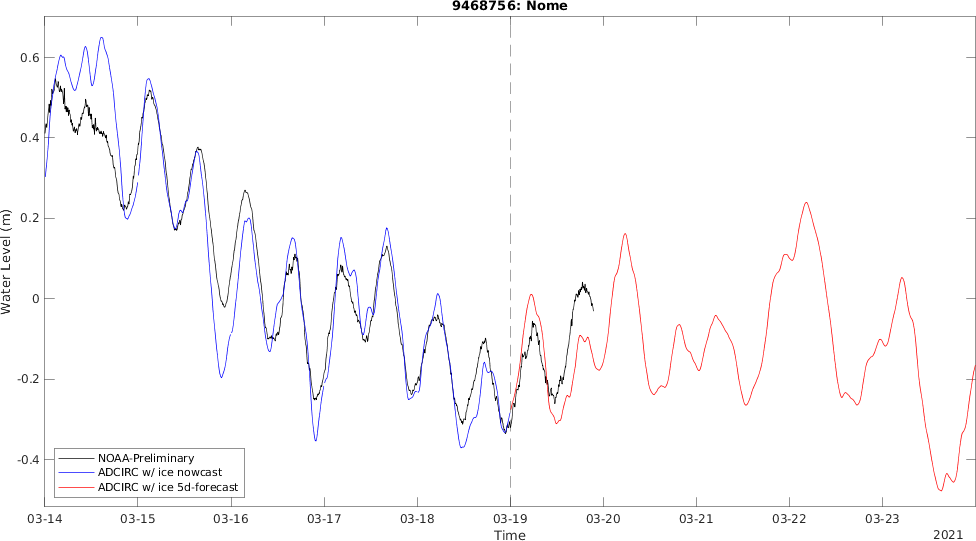 9468756: Nome
Water Level (m)
0.6
0.4
0.2
0
-0.2
-0.4
NOAA-Preliminary
ADCIRC w/ ice nowcast
ADCIRC w/ ice 5d-forecast
03-14 03-15 03-16 03-17 03-18 03-19 03-20 03-21 03-22 03-23
Time
2021